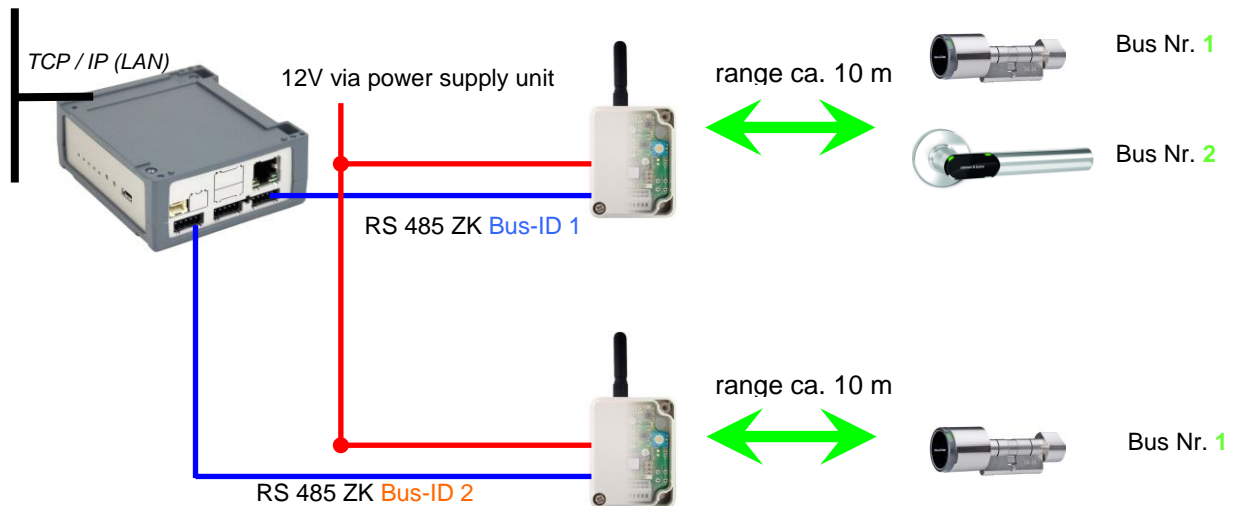 TCP / IP (LAN)
12V via power supply unit
range ca. 10 m
Bus Nr. 1
Bus Nr. 2
RS 485 ZK Bus-ID 1
range ca. 10 m
Bus Nr. 1
RS 485 ZK Bus-ID 2